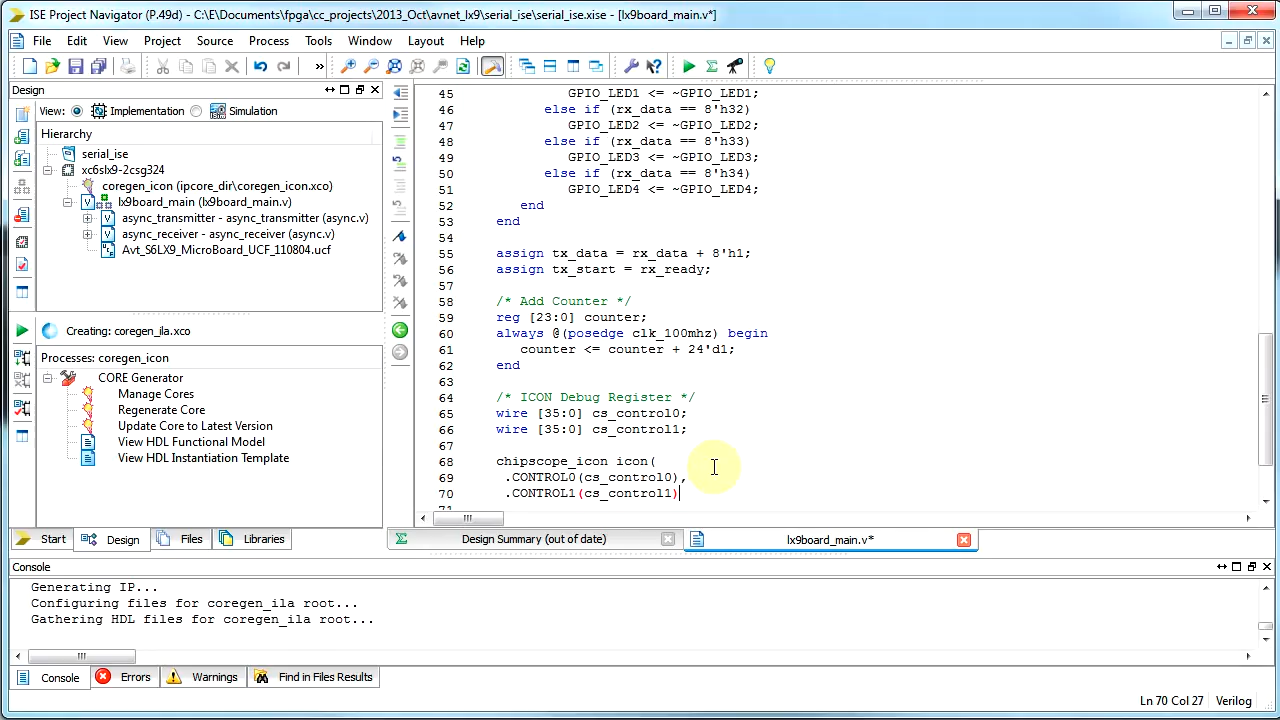 ISE Project Navigator (P.49d) - C:\E\Documents\fpga\cc_projects\2013_Oct\avnet_lx9\serial_ise\serial_ise.xise - [lx9board_main.v*]
File Edit View Project Source Process Tools Window Layout Help
»
Design
View: Implementation Simulation
Hierarchy
serial_ise
xc6slx9-2csg324
coregen_icon (ipcore_dir\coregen_icon.xco)
lx9board_main (lx9board_main.v)
async_transmitter - async_transmitter (async.v)
async_receiver - async_receiver (async.v)
Avt_S6LX9_MicroBoard_UCF_110804.ucf
Creating: coregen_ila.xco
Processes: coregen_icon
CORE Generator
Manage Cores
Regenerate Core
Update Core to Latest Version
View HDL Functional Model
View HDL Instantiation Template
Start Design Files Libraries
45 GPIO_LED1 <= ~GPIO_LED1;
46 else if (rx_data == 8'h32)
47 GPIO_LED2 <= ~GPIO_LED2;
48 else if (rx_data == 8'h33)
49 GPIO_LED3 <= ~GPIO_LED3;
50 else if (rx_data == 8'h34)
51 GPIO_LED4 <= ~GPIO_LED4;
52 end
53 end
54
55 assign tx_data = rx_data + 8'h1;
56 assign tx_start = rx_ready;
57
58 /* Add Counter */
59 reg [23:0] counter;
60 always @(posedge clk_100mhz) begin
61 counter <= counter + 24'd1;
62 end
63
64 /* ICON Debug Register */
65 wire [35:0] cs_control0;
66 wire [35:0] cs_control1;
67
68 chipscope_icon icon(
69 .CONTROL0(cs_control0),
70 .CONTROL1(cs_control1)
71
Design Summary (out of date) lx9board_main.v*
Console
Generating IP...
Configuring files for coregen_ila root...
Gathering HDL files for coregen_ila root...
Console Errors Warnings Find in Files Results
Ln 70 Col 27 Verilog